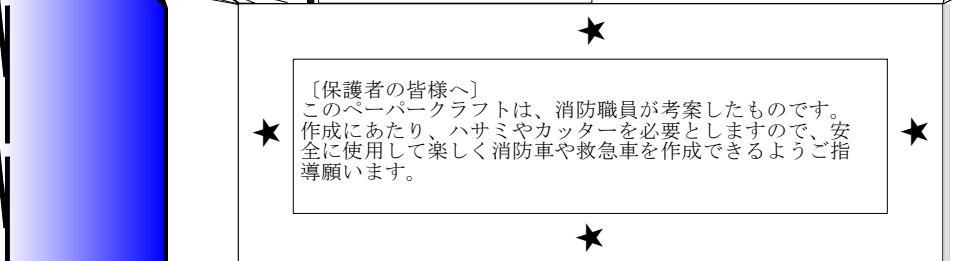 〔保護者の皆様へ〕
このペーパークラフトは、消防職員が考案したものです。
作成にあたり、ハサミやカッターを必要としますので、安
全に使用して楽しく消防車や救急車を作成できるようご指
導願います。